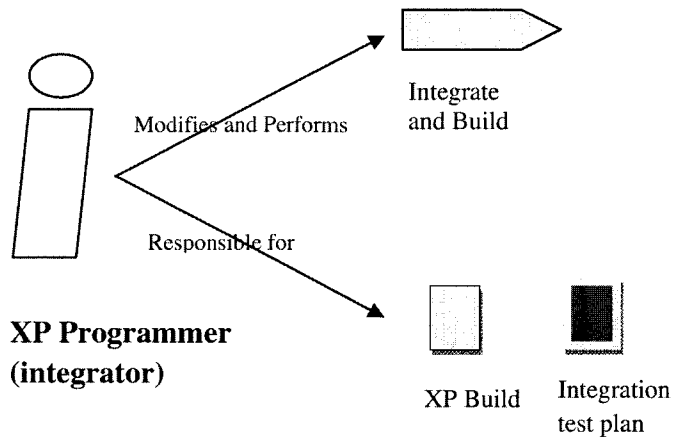 Integrate
and Build
Modifies and Performs
Responsible for
XP Programmer
(integrator)
XP Build
Integration
test plan